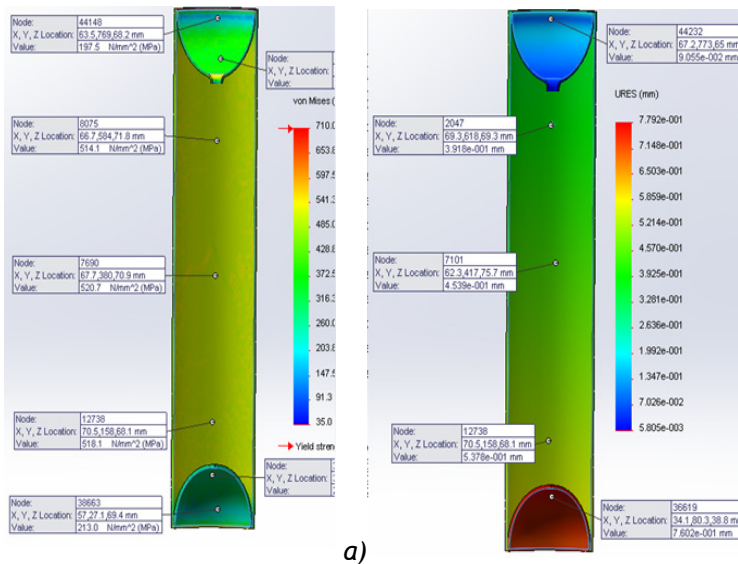 Node: 44148
X, Y, Z Location: 63.5,769,68.2 mm
Value: 197.5 N/mm^2 (MPa)
Node:
X, Y, Z Location:
Value:
von Mises (
Node: 8075
X, Y, Z Location: 66.7,584,71.8 mm
Value: 514.1 N/mm^2 (MPa)
710.0
653.8
597.5
541.3
485.0
428.8
372.5
316.3
260.0
203.8
147.5
91.3
35.0
Yield stren
Node: 7690
X, Y, Z Location: 67.7,380,70.9 mm
Value: 520.7 N/mm^2 (MPa)
Node: 12738
X, Y, Z Location: 70.5,158,68.1 mm
Value: 518.1 N/mm^2 (MPa)
Node:
X, Y, Z Location:
Value:
Node: 38663
X, Y, Z Location: 57,27.1,69.4 mm
Value: 213.0 N/mm^2 (MPa)
Node: 44232
X, Y, Z Location: 67.2,773,65 mm
Value: 9.055e-002 mm
URES (mm)
Node: 2047
X, Y, Z Location: 69.3,618,69.3 mm
Value: 3.918e-001 mm
7.792e-001
7.148e-001
6.503e-001
5.859e-001
5.214e-001
4.570e-001
3.925e-001
3.281e-001
2.636e-001
1.992e-001
1.347e-001
7.026e-002
5.805e-003
Node: 7101
X, Y, Z Location: 62.3,417,75.7 mm
Value: 4.539e-001 mm
Node: 12738
X, Y, Z Location: 70.5,158,68.1 mm
Value: 5.378e-001 mm
Node: 36619
X, Y, Z Location: 34.1,80.3,38.8 mm
Value: 7.602e-001 mm
a)